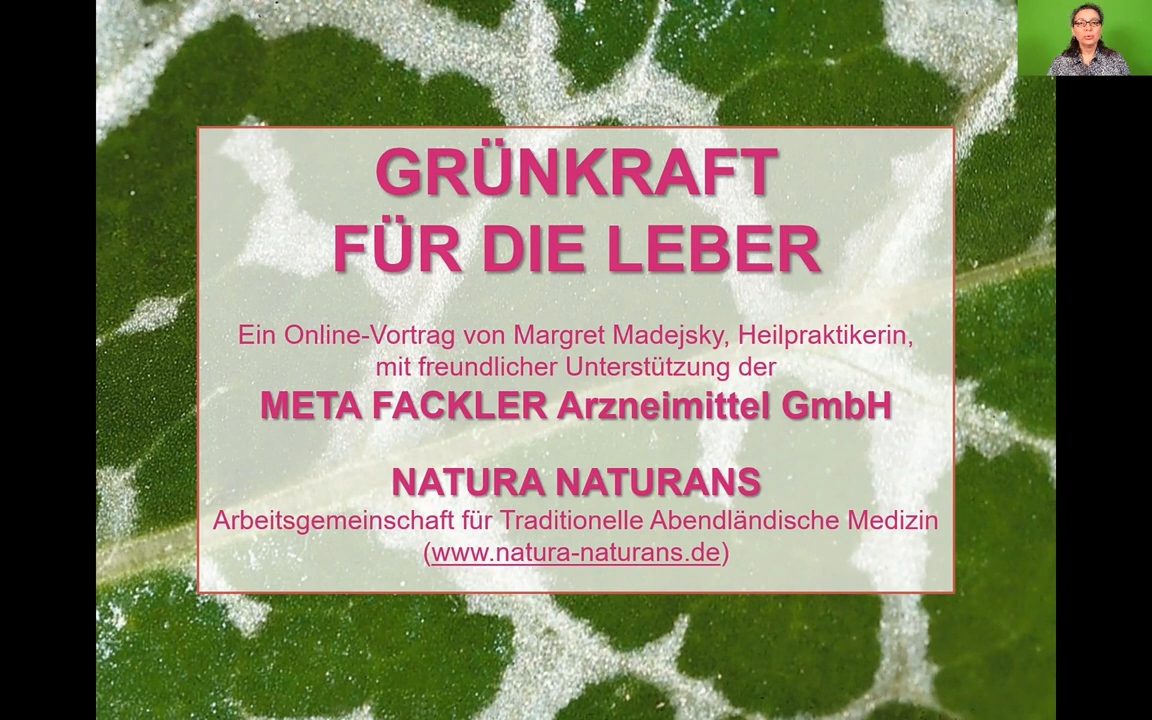 GRÜNKRAFT
FÜR DIE LEBER
Ein Online-Vortrag von Margret Madejsky, Heilpraktikerin,
mit freundlicher Unterstützung der
META FACKLER Arzneimittel GmbH
NATURA NATURANS
Arbeitsgemeinschaft für Traditionelle Abendländische Medizin
(www.natura-naturans.de)